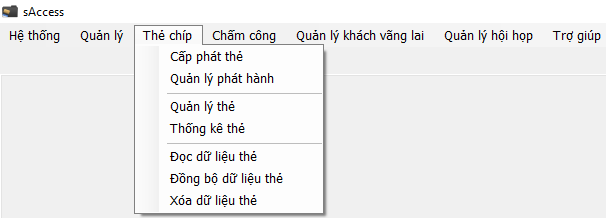 sAccess
Hệ thống Quản lý Thẻ chíp Chấm công Quản lý khách vãng lai Quản lý hội họp Trợ giúp
Cấp phát thẻ
Quản lý phát hành
Quản lý thẻ
Thống kê thẻ
Đọc dữ liệu thẻ
Đồng bộ dữ liệu thẻ
Xóa dữ liệu thẻ